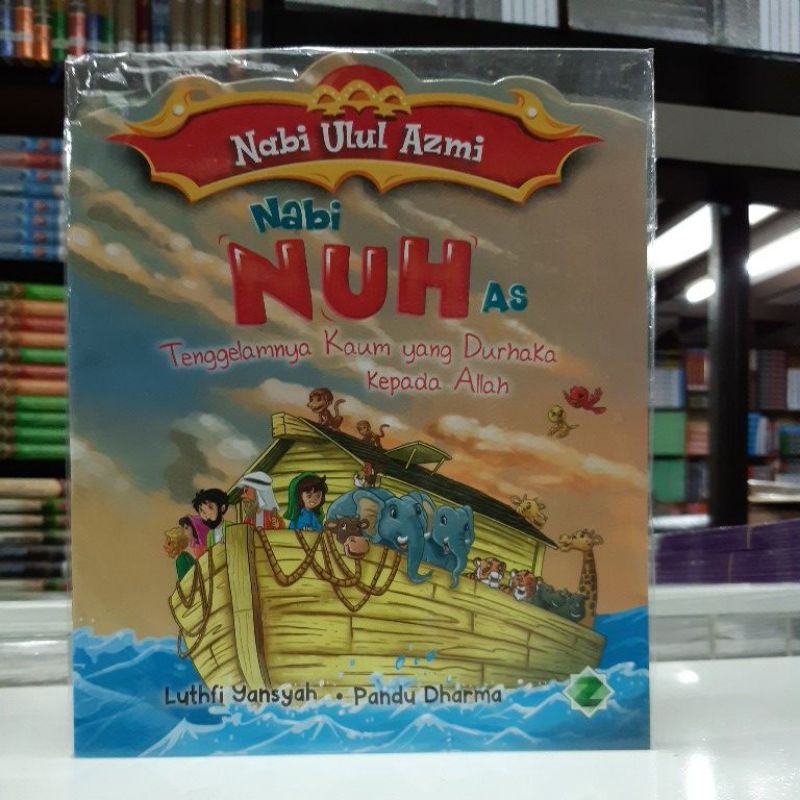 Nabi Ulul Azmi
Nabi
NUH AS
Tenggelamnya Kaum yang Durhaka
kepada Allah
Luthfi Yansyah • Pandu Dharma
Z